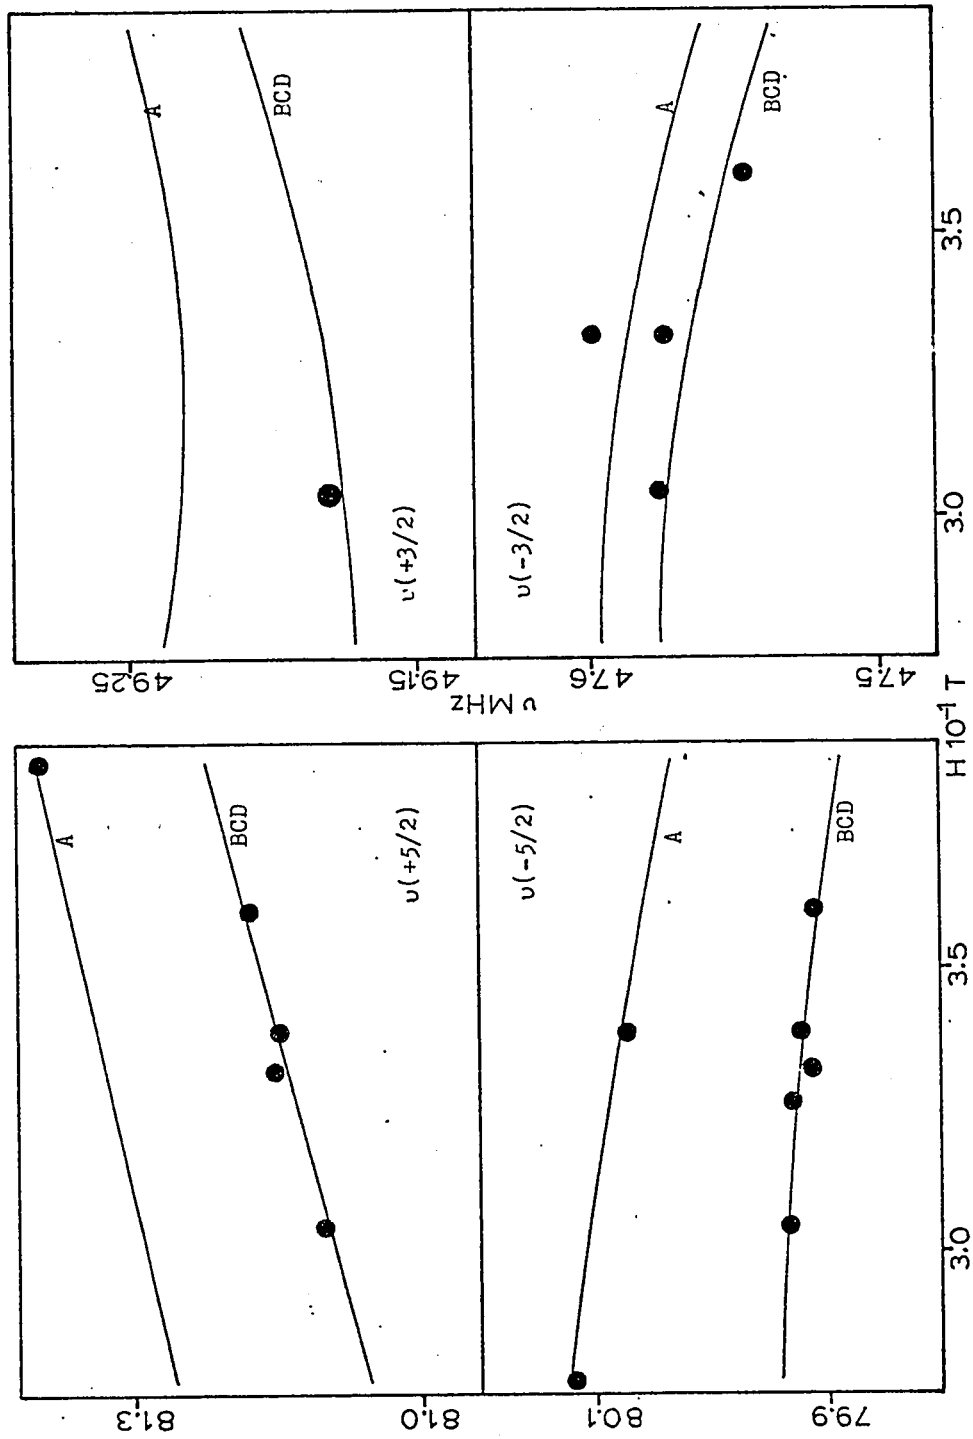 A
BCD
υ(+3/2)
A
BCD
υ(-3/2)
49.25
49.15
47.6
47.5
υ MHz
3.0
3.5
A
BCD
υ(+5/2)
A
BCD
υ(-5/2)
81.3
81.0
80.1
79.9
3.0
3.5
H 10⁻¹ T